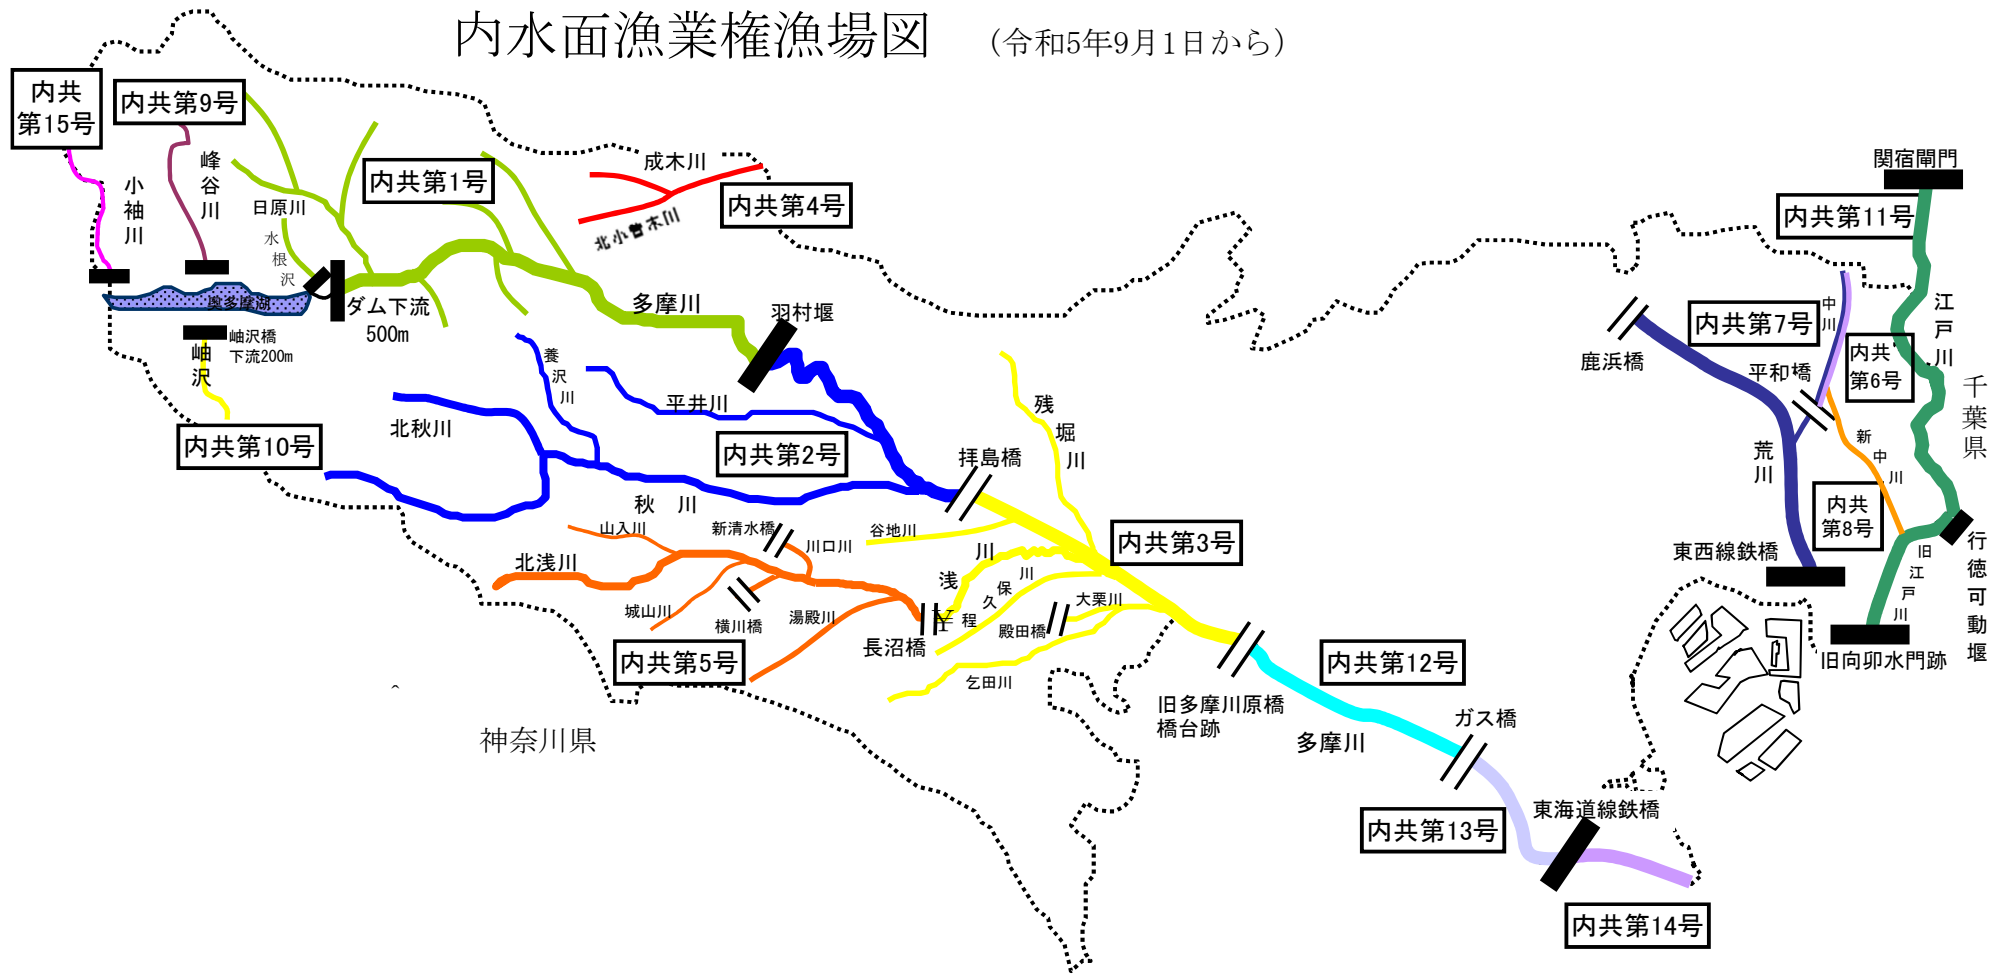 内水面漁業権漁場図 （令和5年9月1日から）
内共
第15号
内共第9号
小袖川
峰谷川
内共第1号
日原川
水根沢
奥多摩湖
ダム下流
500m
岫沢橋
下流200m
岫沢
内共第10号
成木川
北小曽木川
内共第4号
多摩川
羽村堰
養沢川
平井川
北秋川
内共第2号
秋川
拝島橋
残堀川
谷地川
内共第3号
山入川
新清水橋
川口川
北浅川
城山川
横川橋
湯殿川
内共第5号
長沼橋
浅川
￥
程久保川
殿田橋
大栗川
乞田川
^
神奈川県
旧多摩川原橋
橋台跡
内共第12号
多摩川
ガス橋
内共第13号
東海道線鉄橋
内共第14号
関宿閘門
内共第11号
江戸川
内共第7号
鹿浜橋
中川
内共
第6号
平和橋
千葉県
荒川
新中川
内共
第8号
東西線鉄橋
旧江戸川
行徳可動堰
旧向卯水門跡